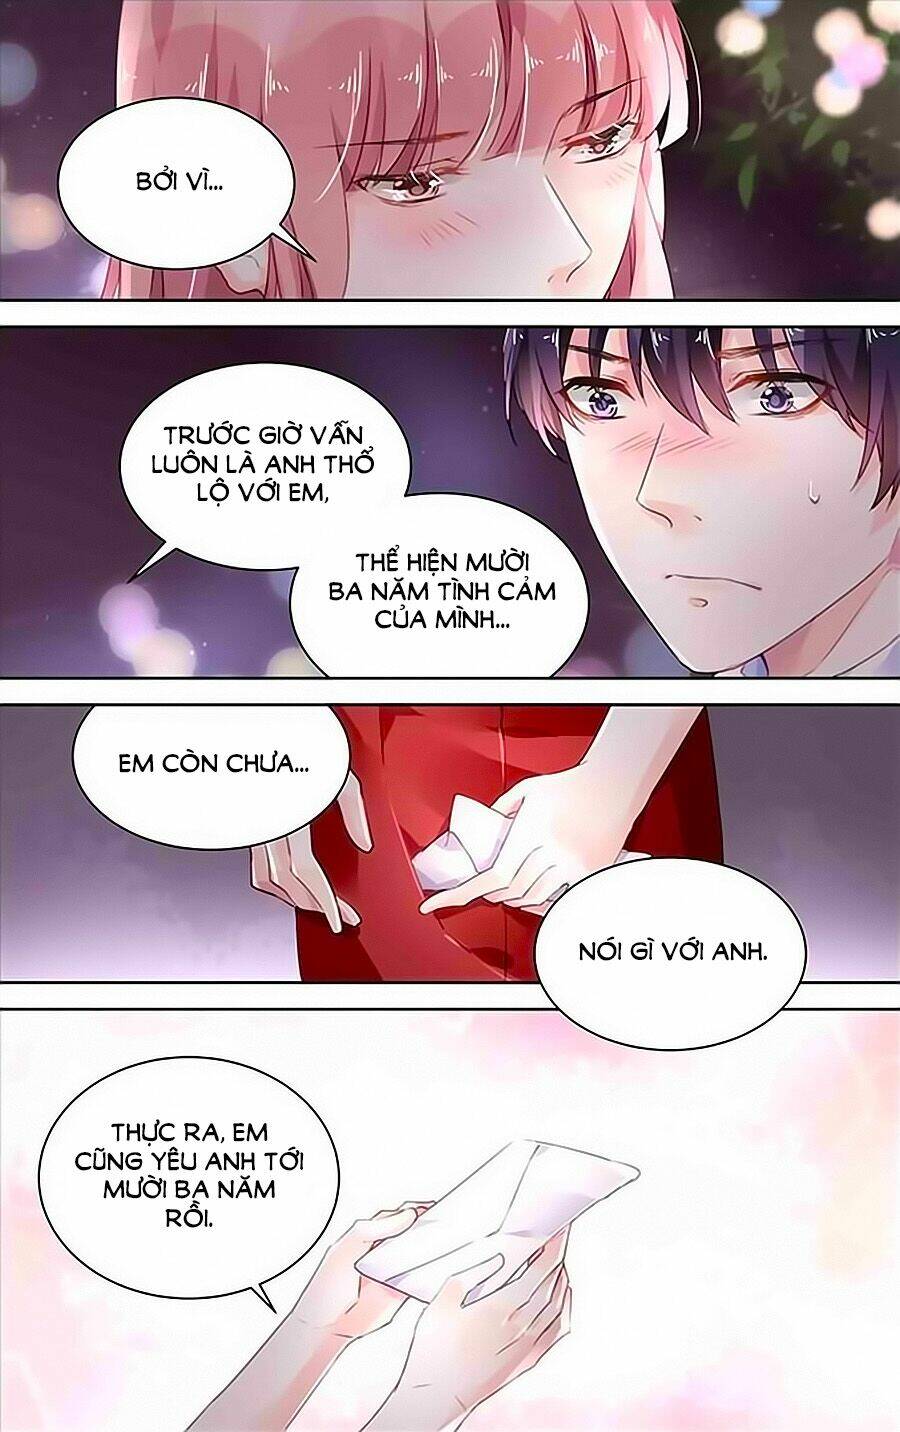 BỞI VÌ...
TRƯỚC GIỜ VẤN
LUÔN LÀ ANH THỔ
LỘ VỚI EM,
THỂ HIỆN MƯỜI
BA NĂM TÌNH CẢM
CỦA MÌNH...
EM CÒN CHƯA...
NÓI GÌ VỚI ANH.
THỰC RA, EM
CŨNG YÊU ANH TỚI
MƯỜI BA NĂM
RỒI.